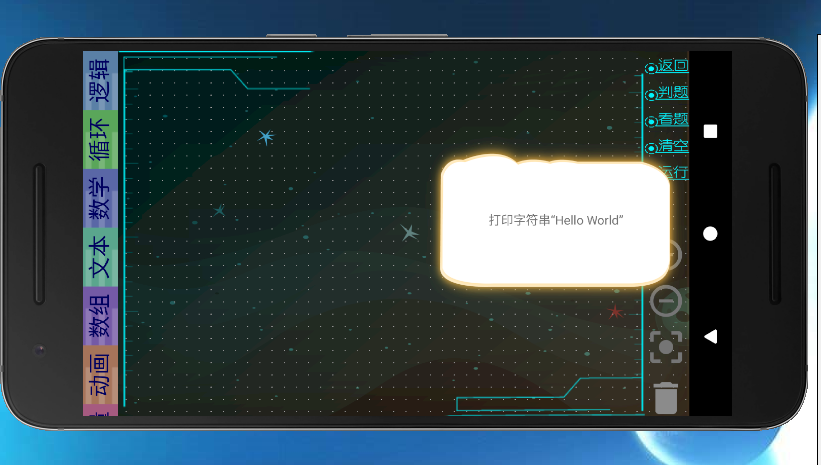 逻辑
循环
数学
文本
数组
动画
返回
判题
看题
清空
运行
打印字符串“Hello World”